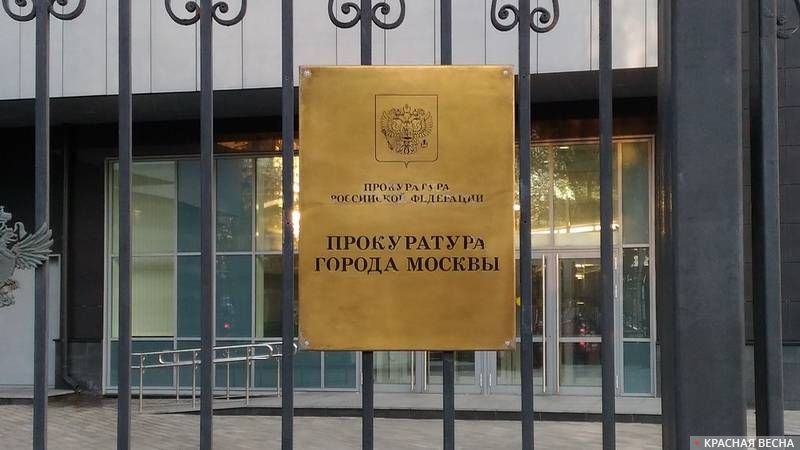 ПРОКУРАТУРА
РОССИЙСКОЙ ФЕДЕРАЦИИ
ПРОКУРАТУРА
ГОРОДА МОСКВЫ
КРАСНАЯ ВЕСНА